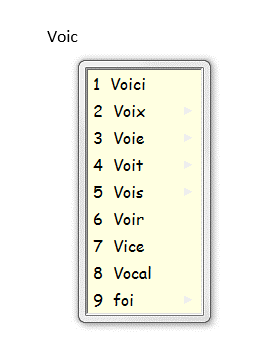 Voic
1 Voici
2 Voix
3 Voie
4 Voit
5 Vois
6 Voir
7 Vice
8 Vocal
9 foi